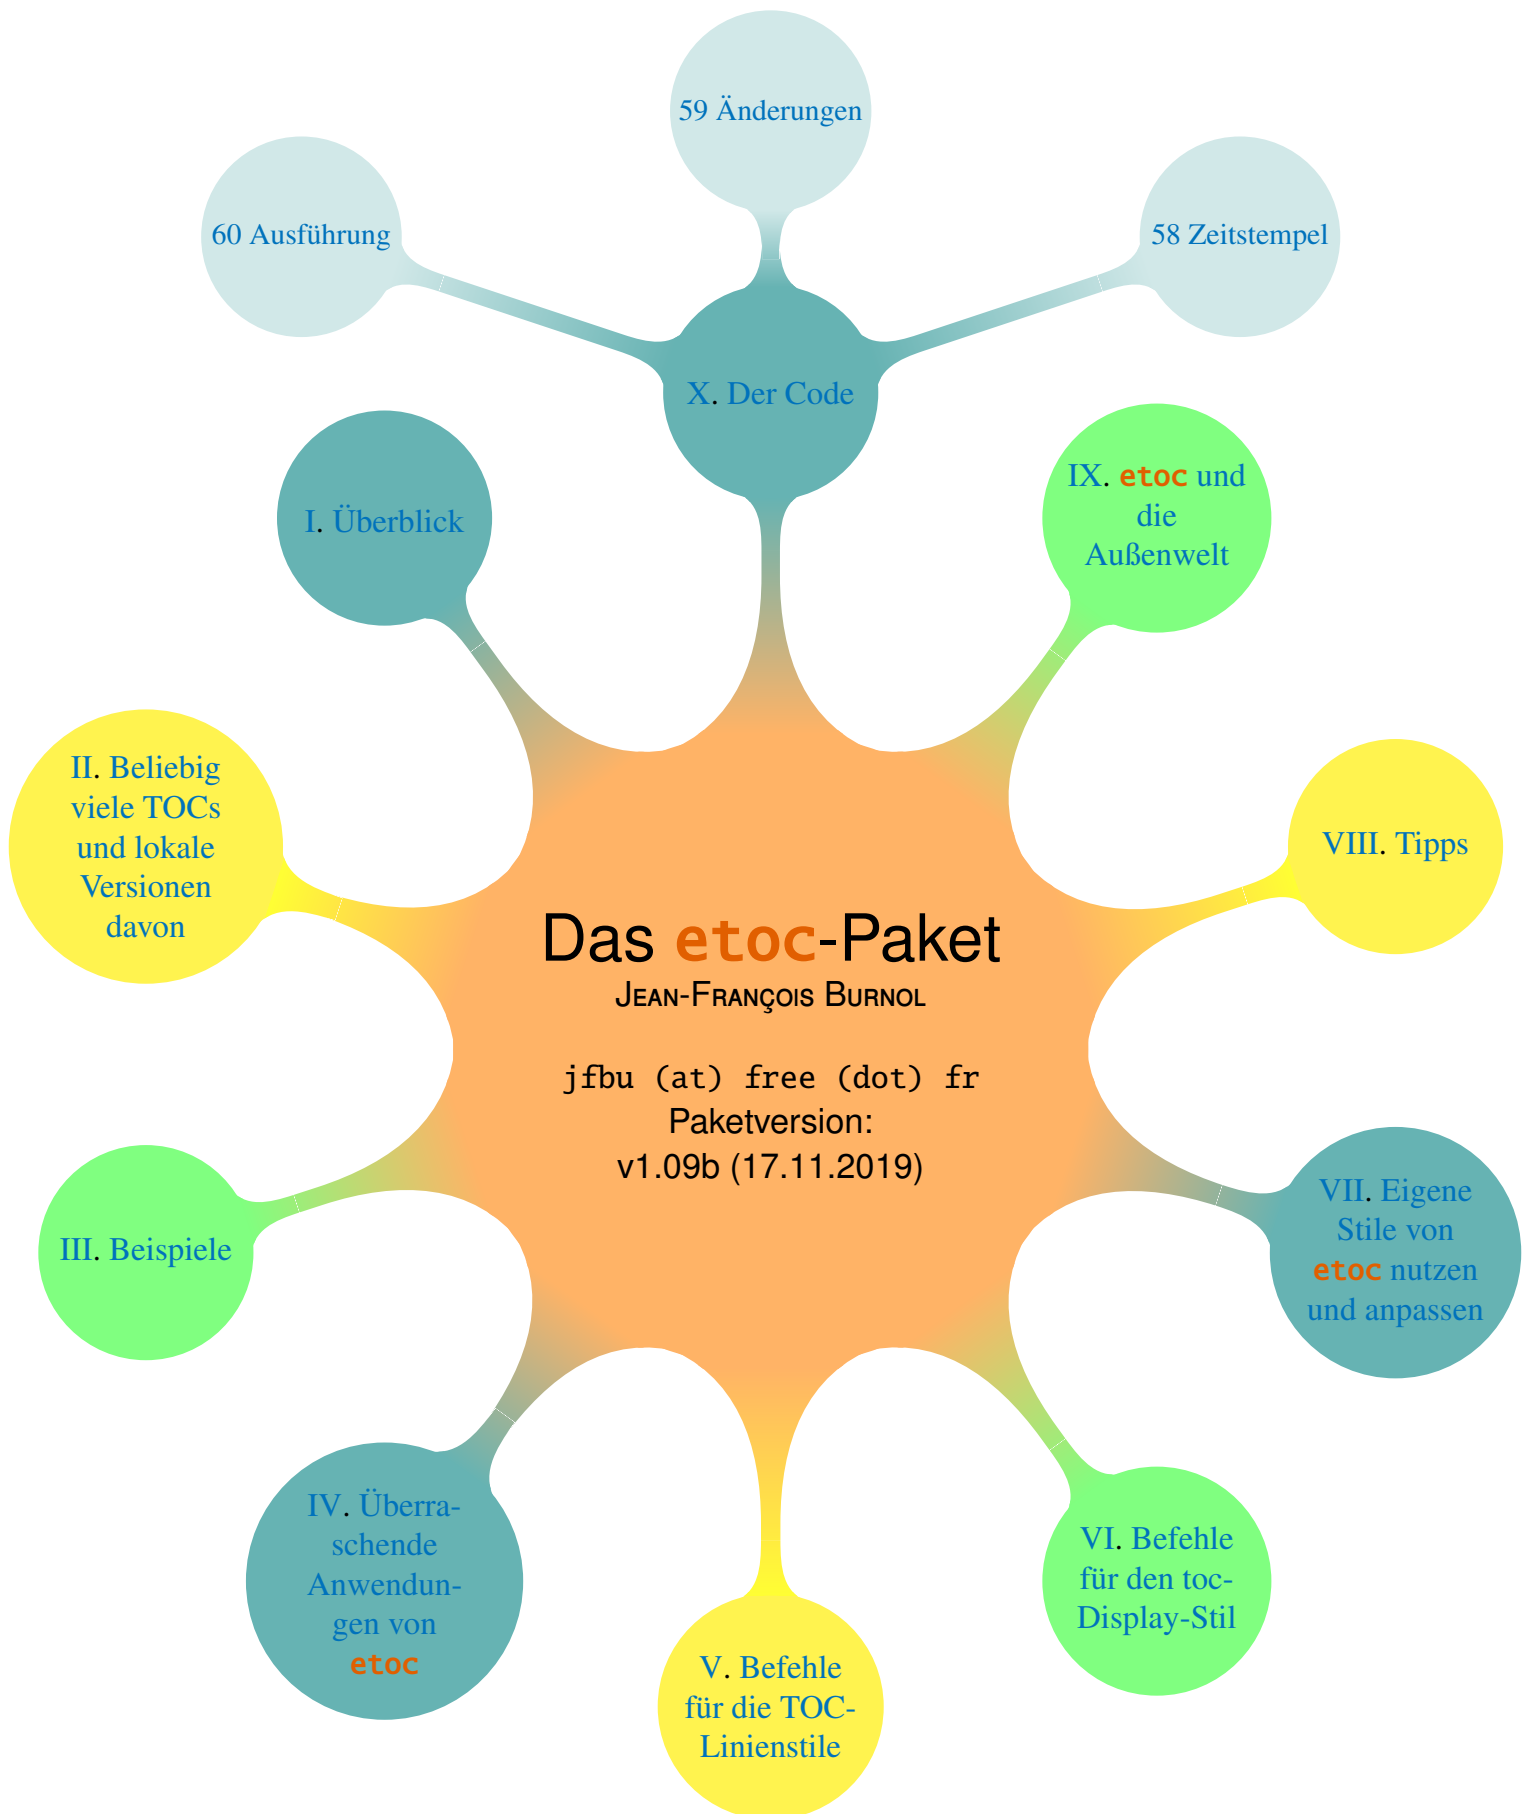 59 Änderungen
60 Ausführung
58 Zeitstempel
X. Der Code
I. Überblick
IX. etoc und
die
Außenwelt
II. Beliebig
viele TOCs
und lokale
Versionen
davon
VIII. Tipps
Das etoc-Paket
Jean-François Burnol
jfbu (at) free (dot) fr
Paketversion:
v1.09b (17.11.2019)
III. Beispiele
VII. Eigene
Stile von
etoc nutzen
und anpassen
IV. Überra-
schende
Anwendun-
gen von
etoc
VI. Befehle
für den toc-
Display-Stil
V. Befehle
für die TOC-
Linienstile